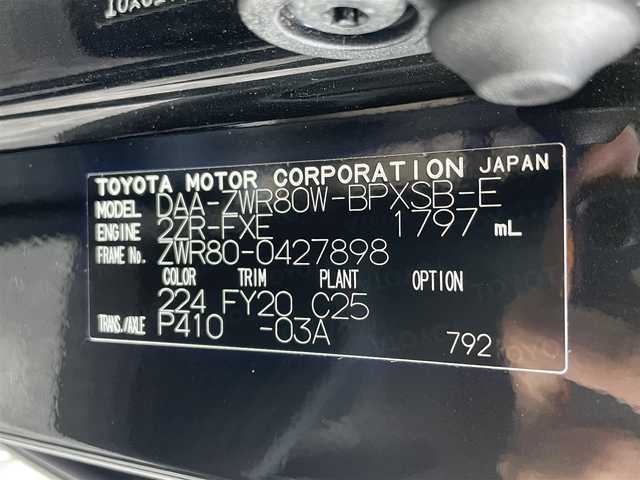 TOYOTA MOTOR CORPORATION JAPAN
MODEL DAA-ZWR80W-BPXSB-E
ENGINE 2ZR-FXE 1797 mL
FRAME No. ZWR80-0427898
COLOR TRIM PLANT OPTION
224 FY20 C25
TRANS./AXLE P410 -03A
792